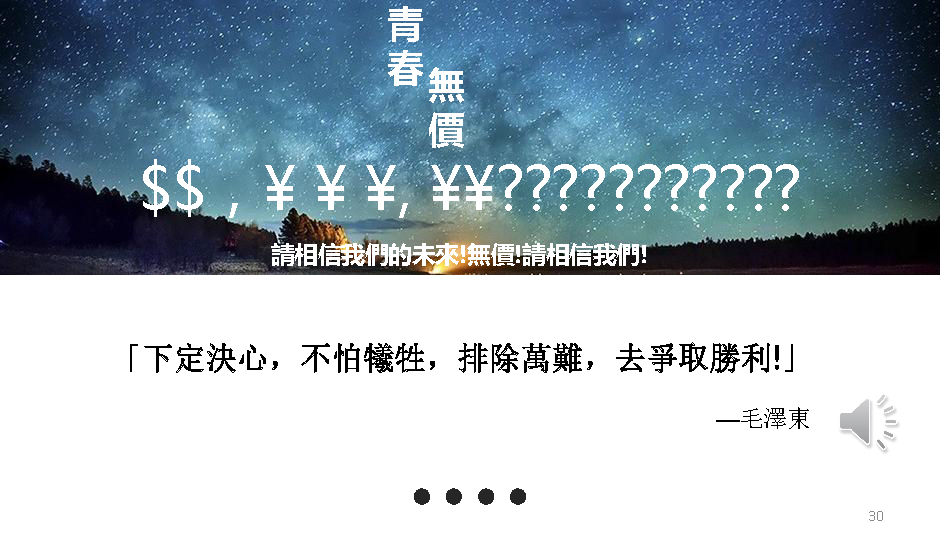 青春
無價
$$ , ¥ ¥ ¥, ¥¥???????????
請相信我們的未來!無價!請相信我們!
「下定決心，不怕犧牲，排除萬難，去爭取勝利!」
—毛澤東
30